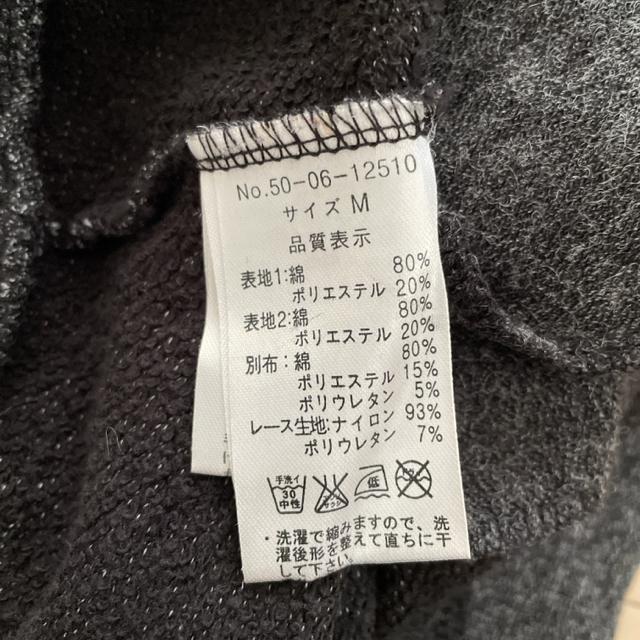 No.50-06-12510
サイズ M
品質表示
表地1:綿 80%
ポリエステル 20%
表地2:綿 80%
ポリエステル 20%
別布:綿 80%
ポリエステル 15%
ポリウレタン 5%
レース生地:ナイロン 93%
ポリウレタン 7%
手洗イ
30
中性
低
・洗濯で縮みますので、洗
濯後形を整えて直ちに干
して下さい。